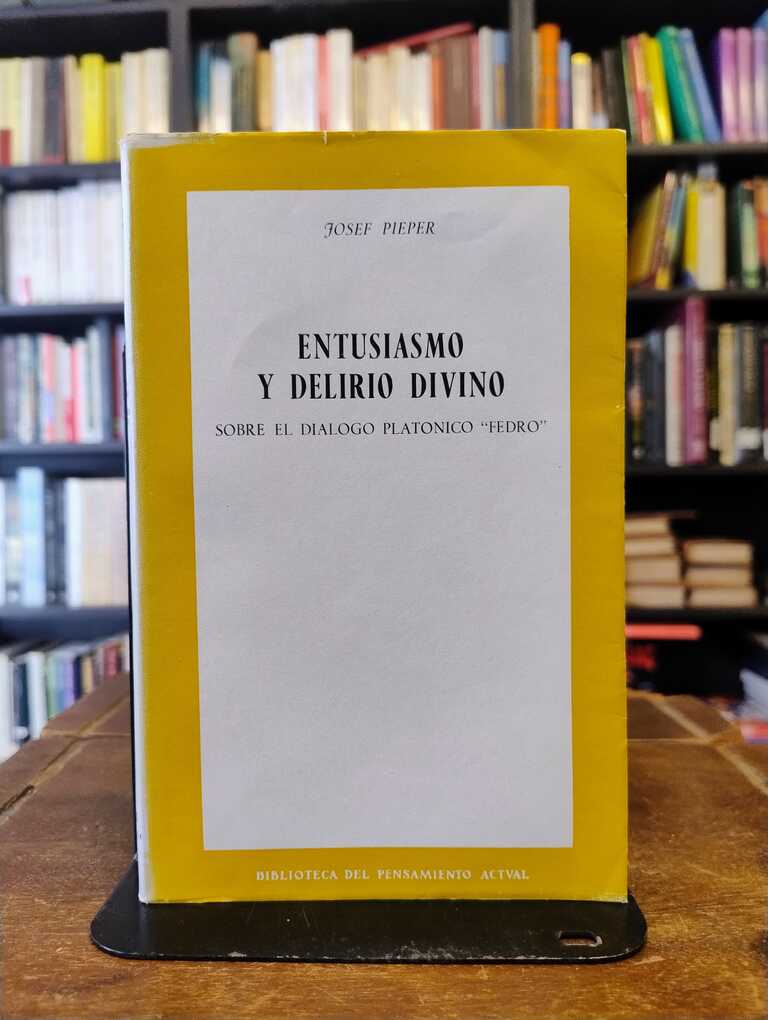 JOSEF PIEPER
ENTUSIASMO
Y DELIRIO DIVINO
SOBRE EL DIALOGO PLATONICO “FEDRO”
BIBLIOTECA DEL PENSAMIENTO ACTVAL